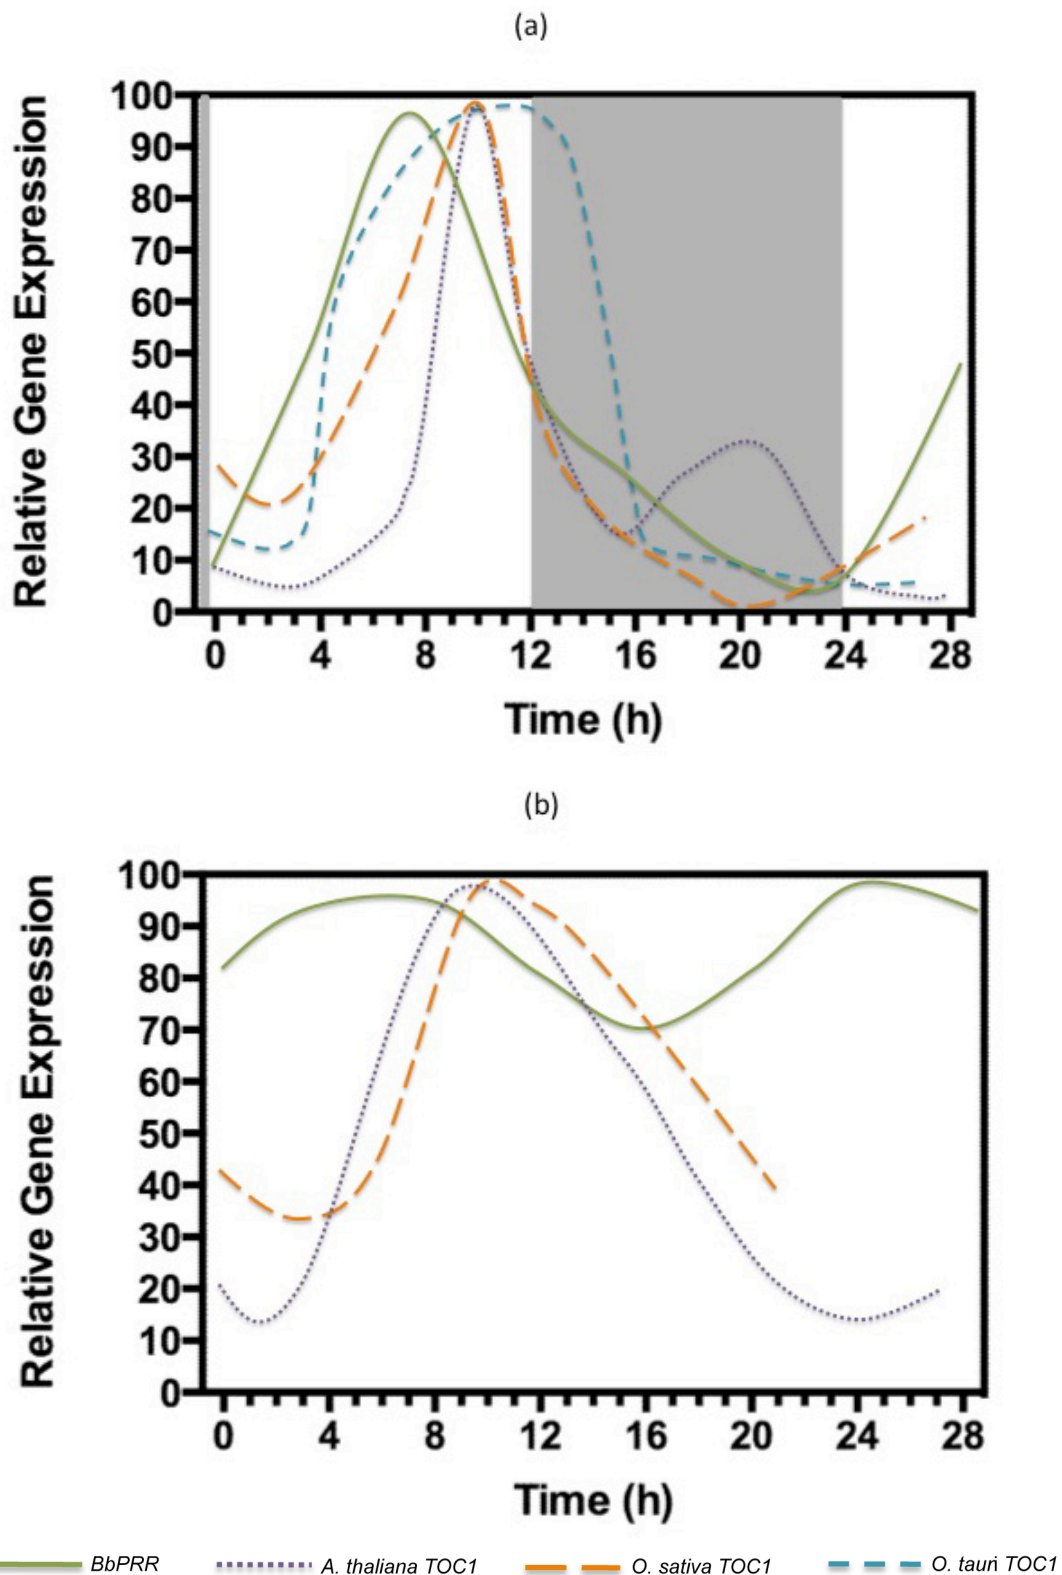 (a)
Relative Gene Expression
100
90
80
70
60
50
40
30
20
10
0
0 4 8 12 16 20 24 28
Time (h)
(b)
Relative Gene Expression
100
90
80
70
60
50
40
30
20
10
0
0 4 8 12 16 20 24 28
Time (h)
BbPRR A. thaliana TOC1 O. sativa TOC1 O. tauri TOC1